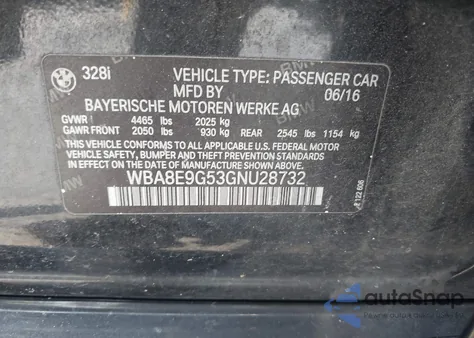 BMW 328i VEHICLE TYPE: PASSENGER CAR
MFD BY 06/16
BAYERISCHE MOTOREN WERKE AG
GVWR 4465 lbs 2025 kg
GAWR FRONT 2050 lbs 930 kg REAR 2545 lbs 1154 kg
THIS VEHICLE CONFORMS TO ALL APPLICABLE U.S. FEDERAL MOTOR
VEHICLE SAFETY, BUMPER, AND THEFT PREVENTION STANDARDS
IN EFFECT ON THE DATE OF MANUFACTURE
SHOWN ABOVE.
WBA8E9G53GNU28732
autoSnap